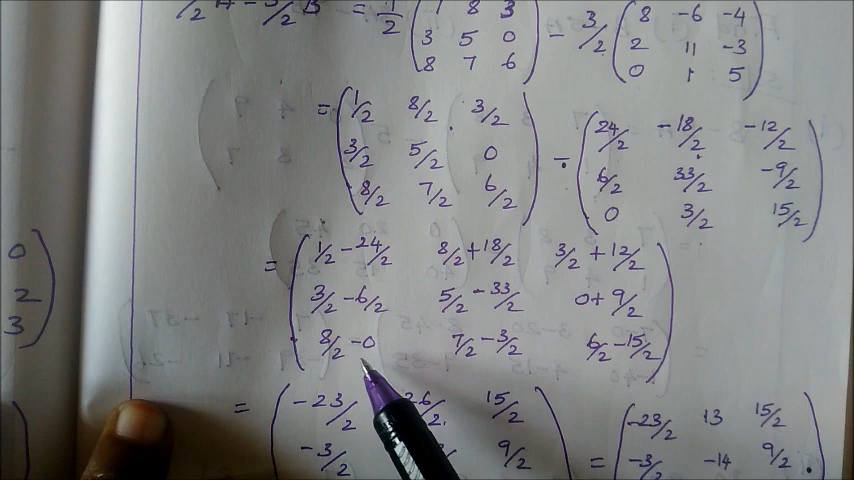 1/2 A - 3/2 B = 1/2 ( 1 8 3
3 5 0
8 7 6 ) - 3/2 ( 8 -6 -4
2 11 -3
0 1 5 )
= ( 1/2 8/2 3/2
3/2 5/2 0
8/2 7/2 6/2 ) - ( 24/2 -18/2 -12/2
6/2 33/2 -9/2
0 3/2 15/2 )
= ( 1/2 - 24/2 8/2 + 18/2 3/2 + 12/2
3/2 - 6/2 5/2 - 33/2 0 + 9/2
8/2 - 0 7/2 - 3/2 6/2 - 15/2 )
= ( -23/2 26/2 15/2
-3/2 9/2 ) = ( -23/2 13 15/2
-3/2 -14 9/2 )
0
2
3 )